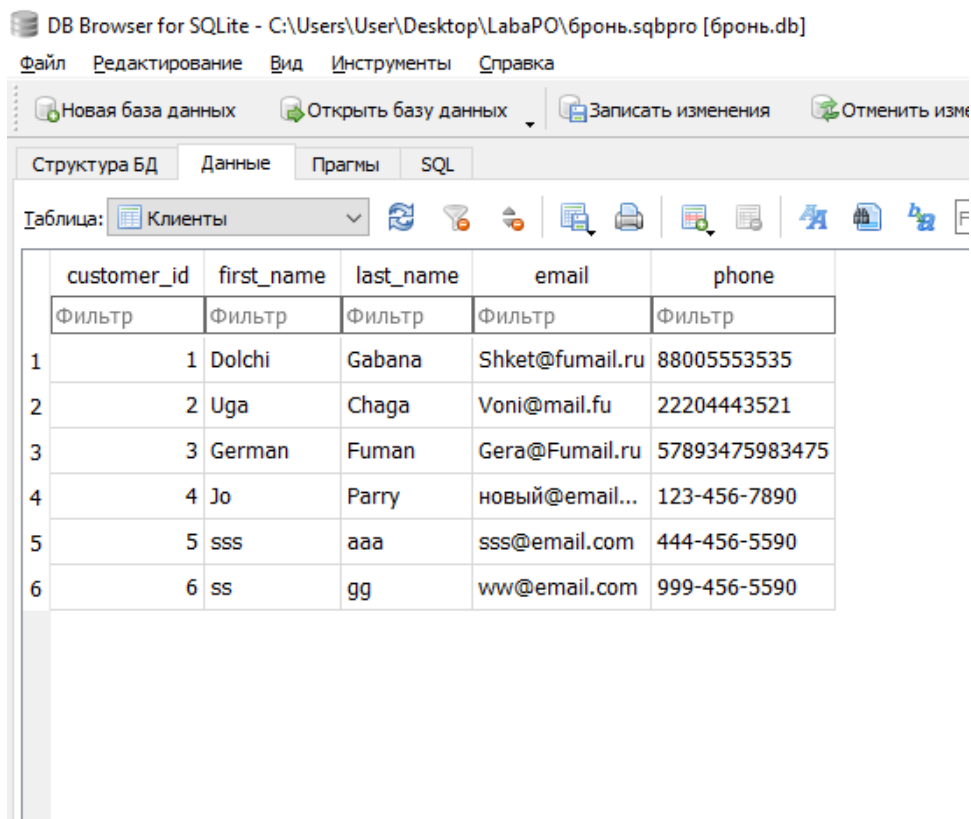 DB Browser for SQLite - C:\Users\User\Desktop\LabaPO\бронь.sqbpro [бронь.db]
Файл Редактирование Вид Инструменты Справка
Новая база данных Открыть базу данных Записать изменения Отменить изме
Структура БД Данные Прагмы SQL
Таблица: Клиенты
customer_id first_name last_name email phone
Фильтр Фильтр Фильтр Фильтр Фильтр
1 1 Dolchi Gabana Shket@fumail.ru 88005553535
2 2 Uga Chaga Voni@mail.fu 22204443521
3 3 German Fuman Gera@Fumail.ru 57893475983475
4 4 Jo Parry новый@email... 123-456-7890
5 5 sss aaa sss@email.com 444-456-5590
6 6 ss gg ww@email.com 999-456-5590